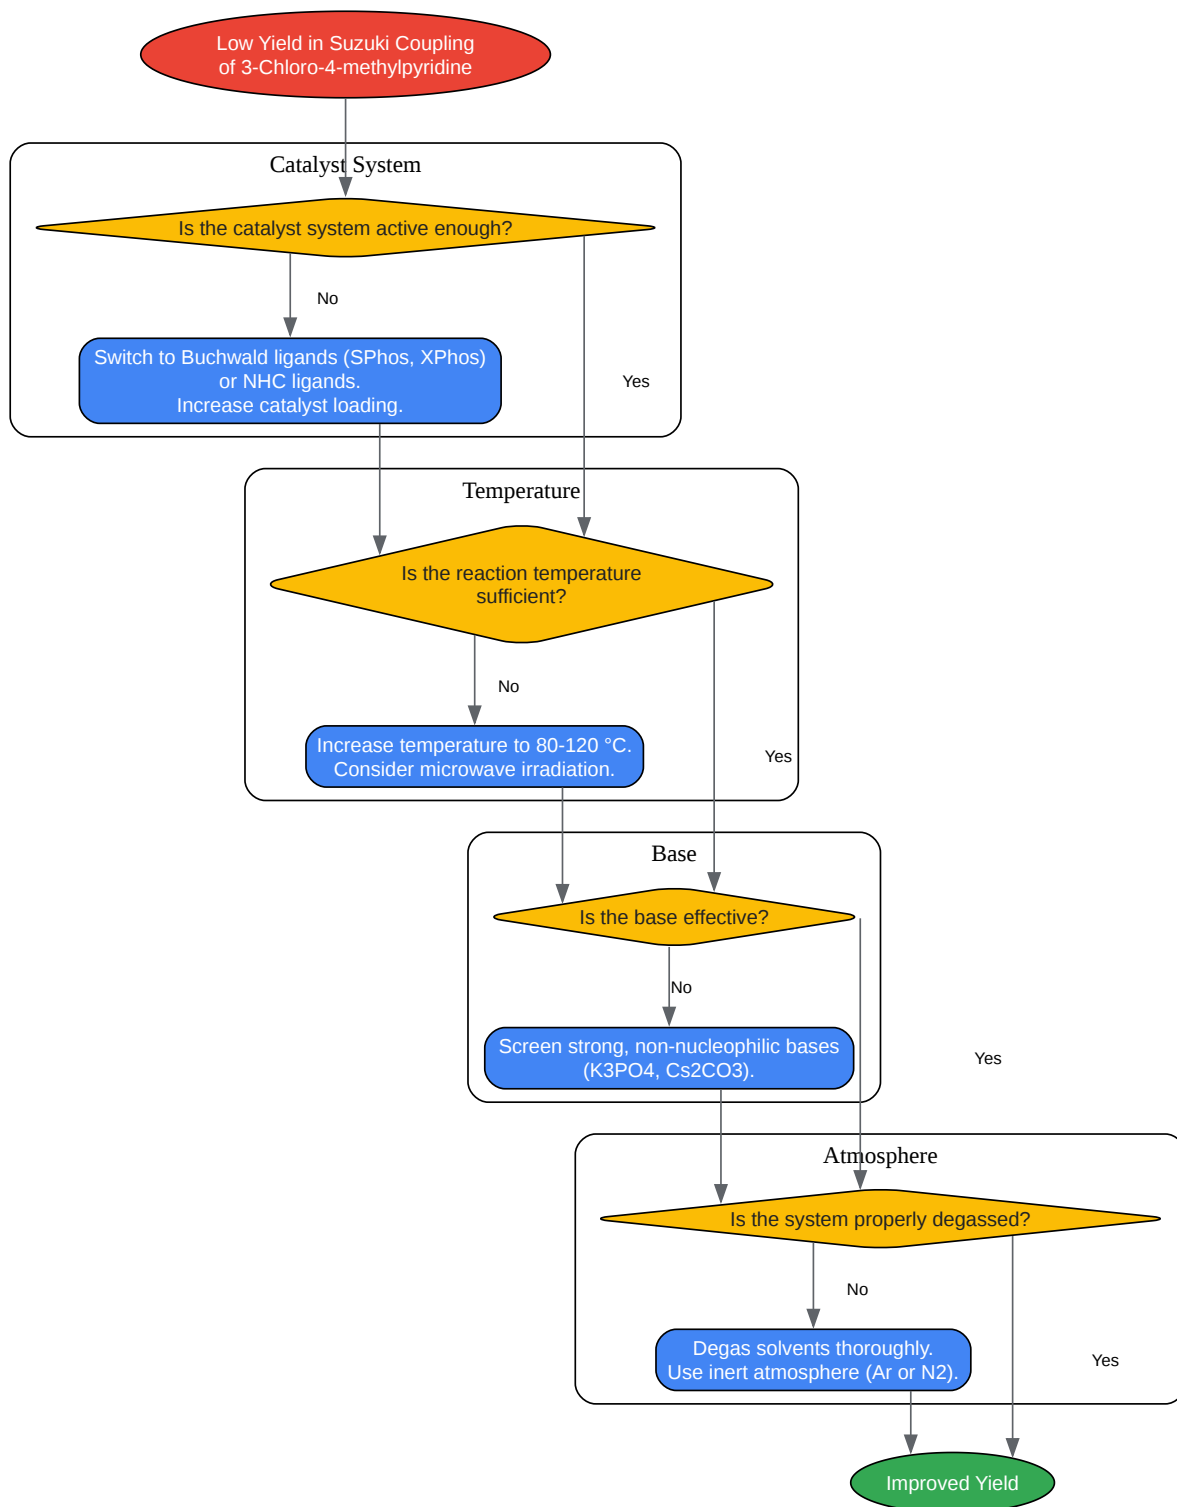 Low Yield in Suzuki Coupling
of 3-Chloro-4-methylpyridine
Catalyst System
Is the catalyst system active enough?
No
Switch to Buchwald ligands (SPhos, XPhos)
or NHC ligands.
Increase catalyst loading.
Yes
Temperature
Is the reaction temperature
sufficient?
No
Increase temperature to 80-120 °C.
Consider microwave irradiation.
Yes
Base
Is the base effective?
No
Screen strong, non-nucleophilic bases
(K3PO4, Cs2CO3).
Yes
Atmosphere
Is the system properly degassed?
No
Degas solvents thoroughly.
Use inert atmosphere (Ar or N2).
Yes
Improved Yield